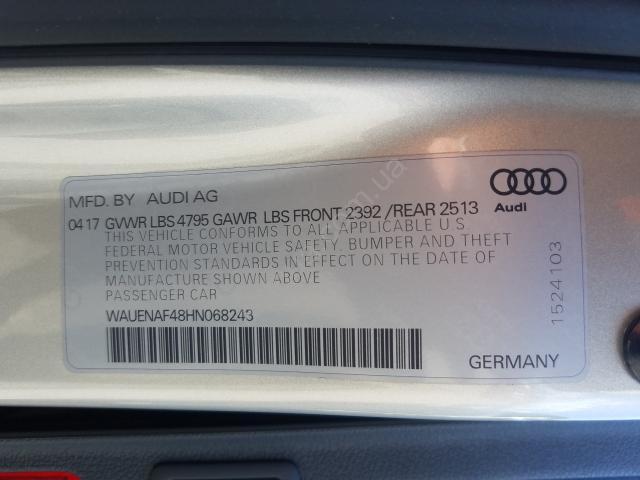 MFD. BY AUDI AG
04 17 GVWR LBS 4795 GAWR LBS FRONT 2392 /REAR 2513
THIS VEHICLE CONFORMS TO ALL APPLICABLE U.S.
FEDERAL MOTOR VEHICLE SAFETY, BUMPER AND THEFT
PREVENTION STANDARDS IN EFFECT ON THE DATE OF
MANUFACTURE SHOWN ABOVE
PASSENGER CAR
WAUENAF48HN068243
Audi
1524103
GERMANY